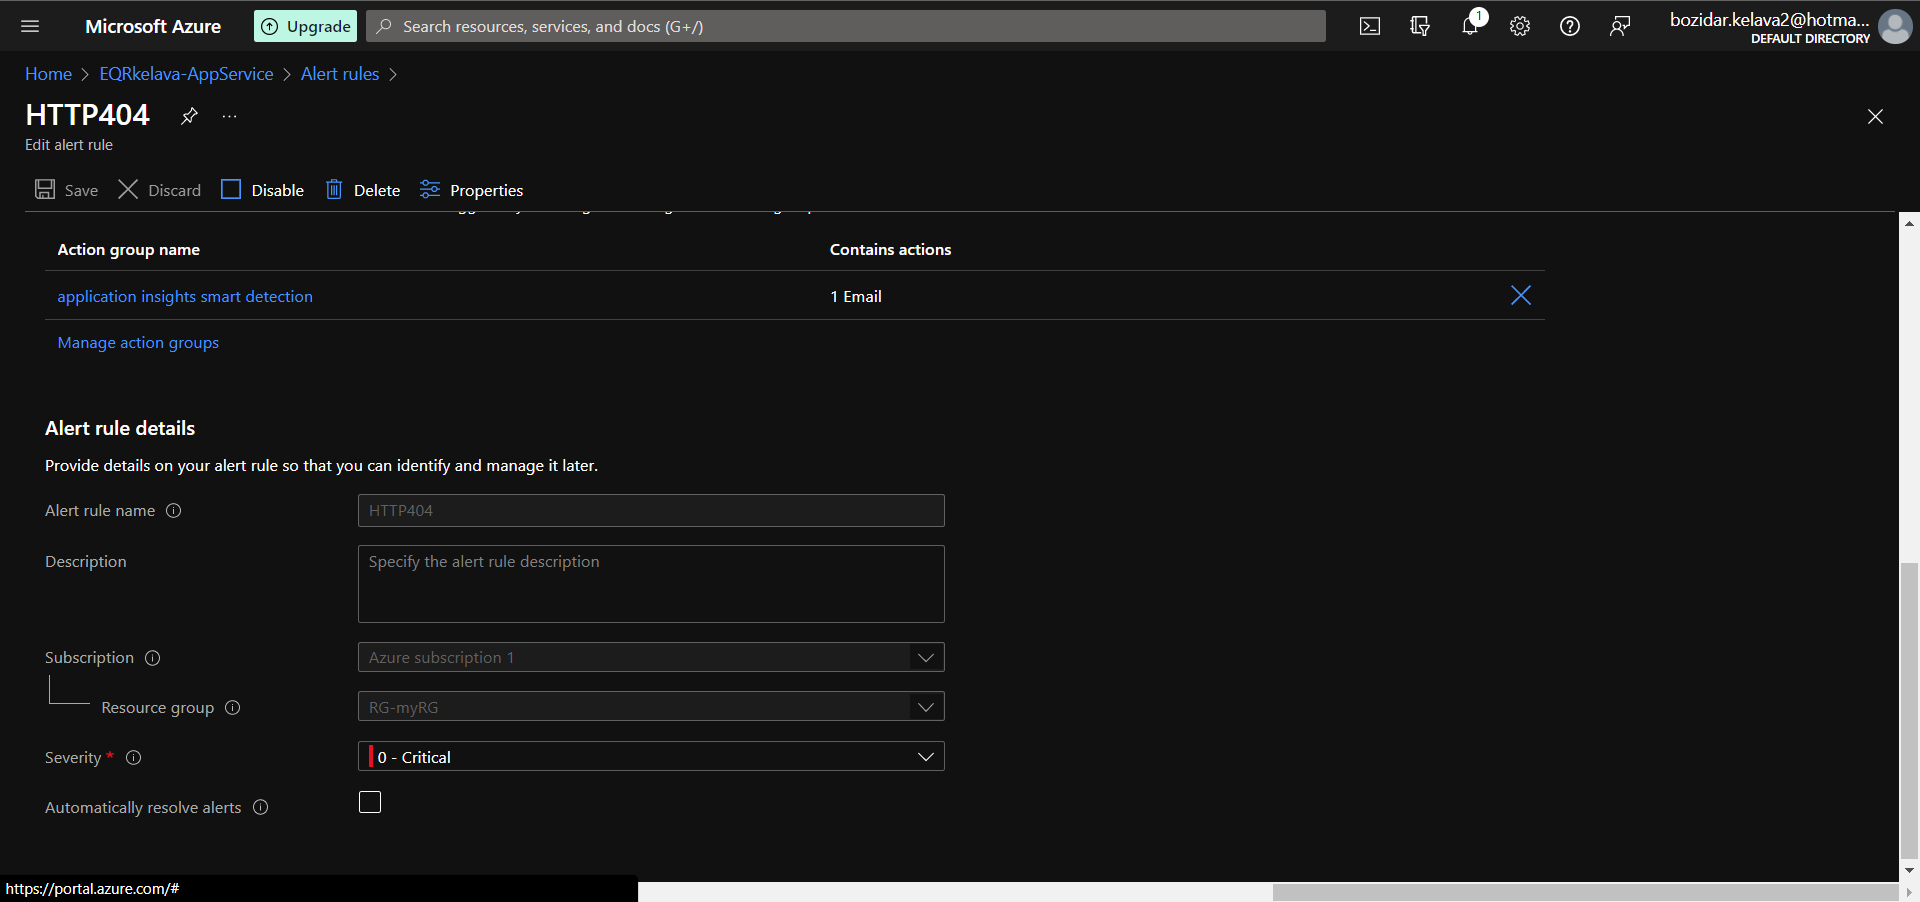 Microsoft Azure
Upgrade
Search resources, services, and docs (G+/)
1
bozidar.kelava2@hotma...
DEFAULT DIRECTORY
Home > EQRkelava-AppService > Alert rules >
HTTP404
...
Edit alert rule
Save Discard Disable Delete Properties
Action group name Contains actions
application insights smart detection 1 Email
Manage action groups
Alert rule details
Provide details on your alert rule so that you can identify and manage it later.
Alert rule name HTTP404
Description Specify the alert rule description
Subscription Azure subscription 1
Resource group RG-myRG
Severity * 0 - Critical
Automatically resolve alerts
https://portal.azure.com/#